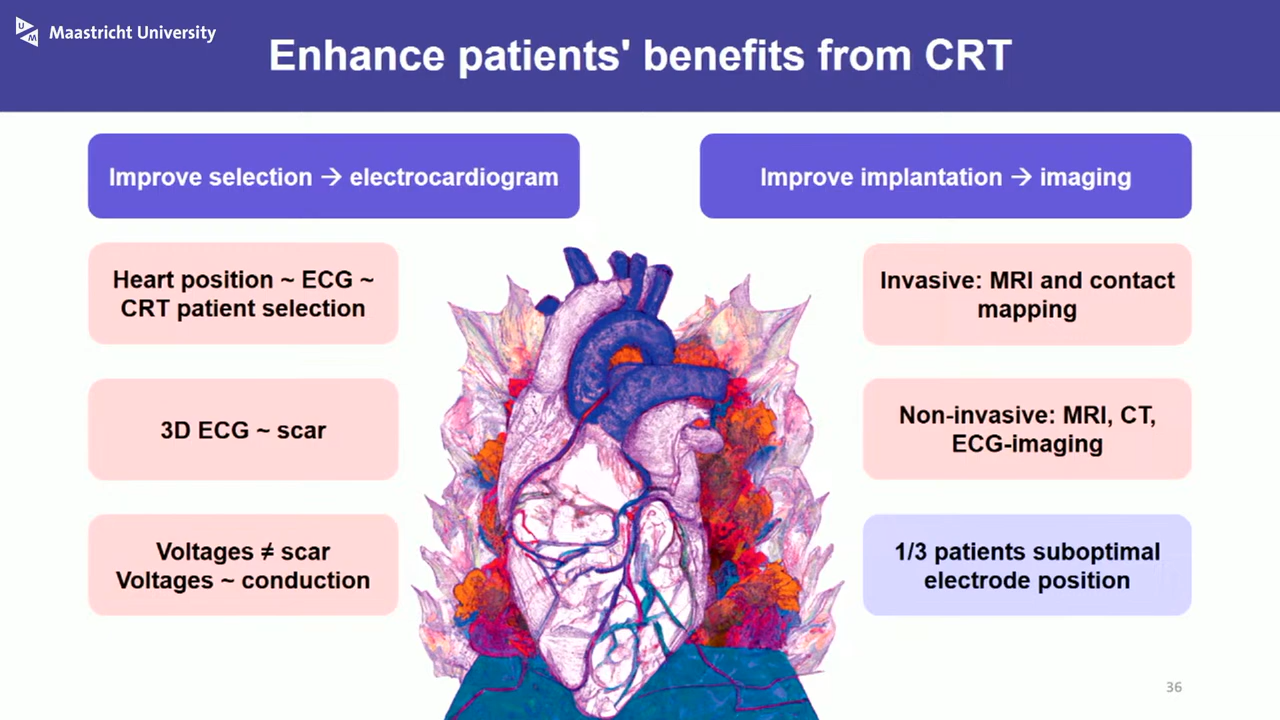 Maastricht University
Enhance patients' benefits from CRT
Improve selection → electrocardiogram
Heart position ~ ECG ~
CRT patient selection
3D ECG ~ scar
Voltages ≠ scar
Voltages ~ conduction
Improve implantation → imaging
Invasive: MRI and contact
mapping
Non-invasive: MRI, CT,
ECG-imaging
1/3 patients suboptimal
electrode position
36